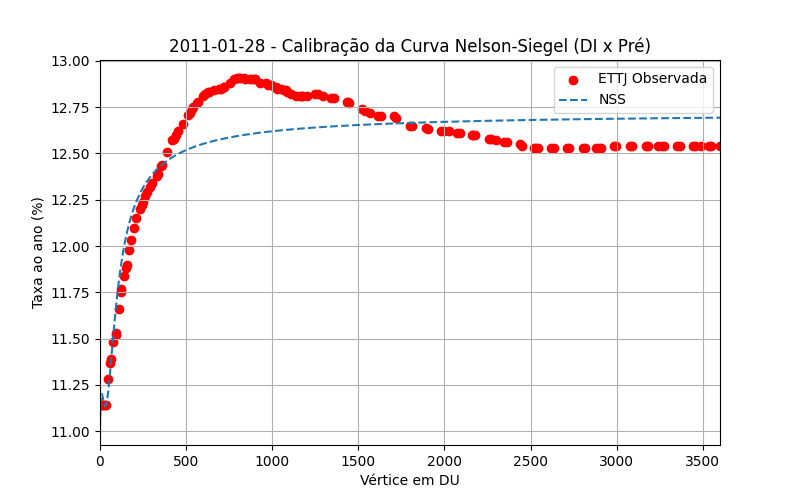 2011-01-28 - Calibração da Curva Nelson-Siegel (DI x Pré)
ETTJ Observada
NSS
Taxa ao ano (%)
13.00
12.75
12.50
12.25
12.00
11.75
11.50
11.25
11.00
0 500 1000 1500 2000 2500 3000 3500
Vértice em DU